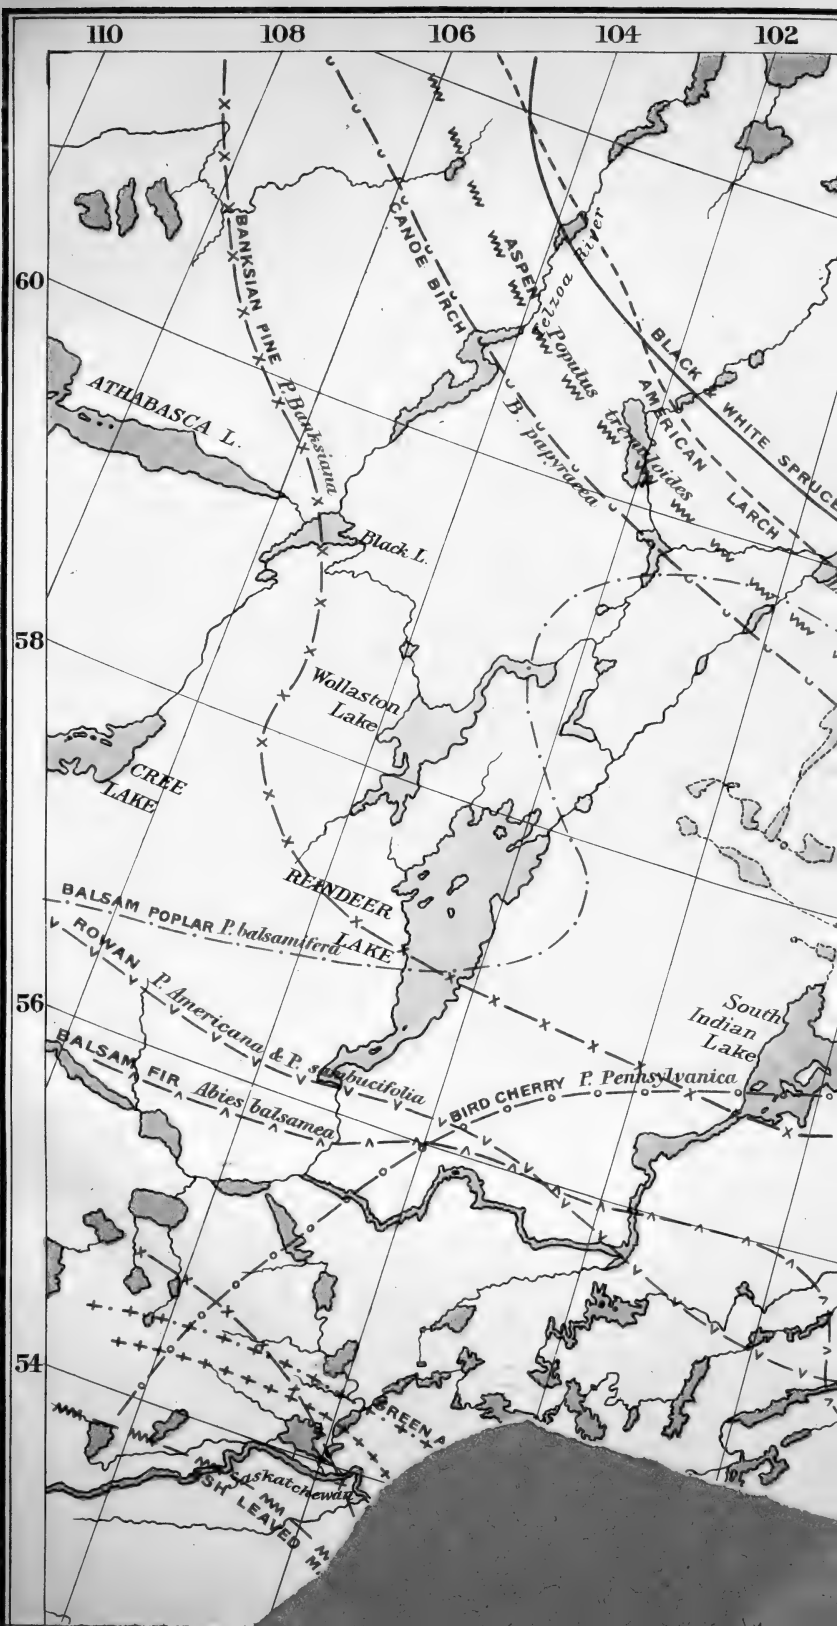 110 108 106 104 102
60
58
56
54
BANKSIAN PINE P. Banksiana
CANOE BIRCH B. papyracea
ASPEN Populus tremuloides
River
BLACK & WHITE SPRUCE
AMERICAN LARCH
ATHABASCA L.
Black L.
Wollaston
Lake
CREE
LAKE
REINDEER
LAKE
BALSAM POPLAR P. balsamifera
ROWAN P. Americana & P. sambucifolia
South
Indian
Lake
BALSAM FIR Abies balsamea
BIRD CHERRY P. Pennsylvanica
GREEN A
Saskatchewan
SH LEAVED M